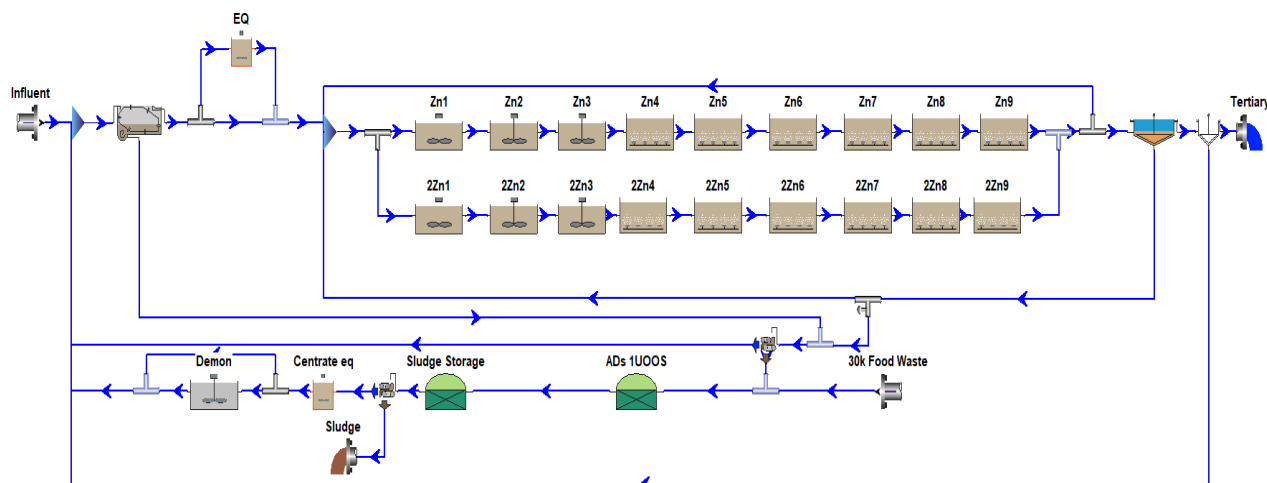 EQ
Influent
Zn1 Zn2 Zn3 Zn4 Zn5 Zn6 Zn7 Zn8 Zn9
Tertiary
2Zn1 2Zn2 2Zn3 2Zn4 2Zn5 2Zn6 2Zn7 2Zn8 2Zn9
Demon Centrate eq Sludge Storage ADs 1UOOS 30k Food Waste
Sludge